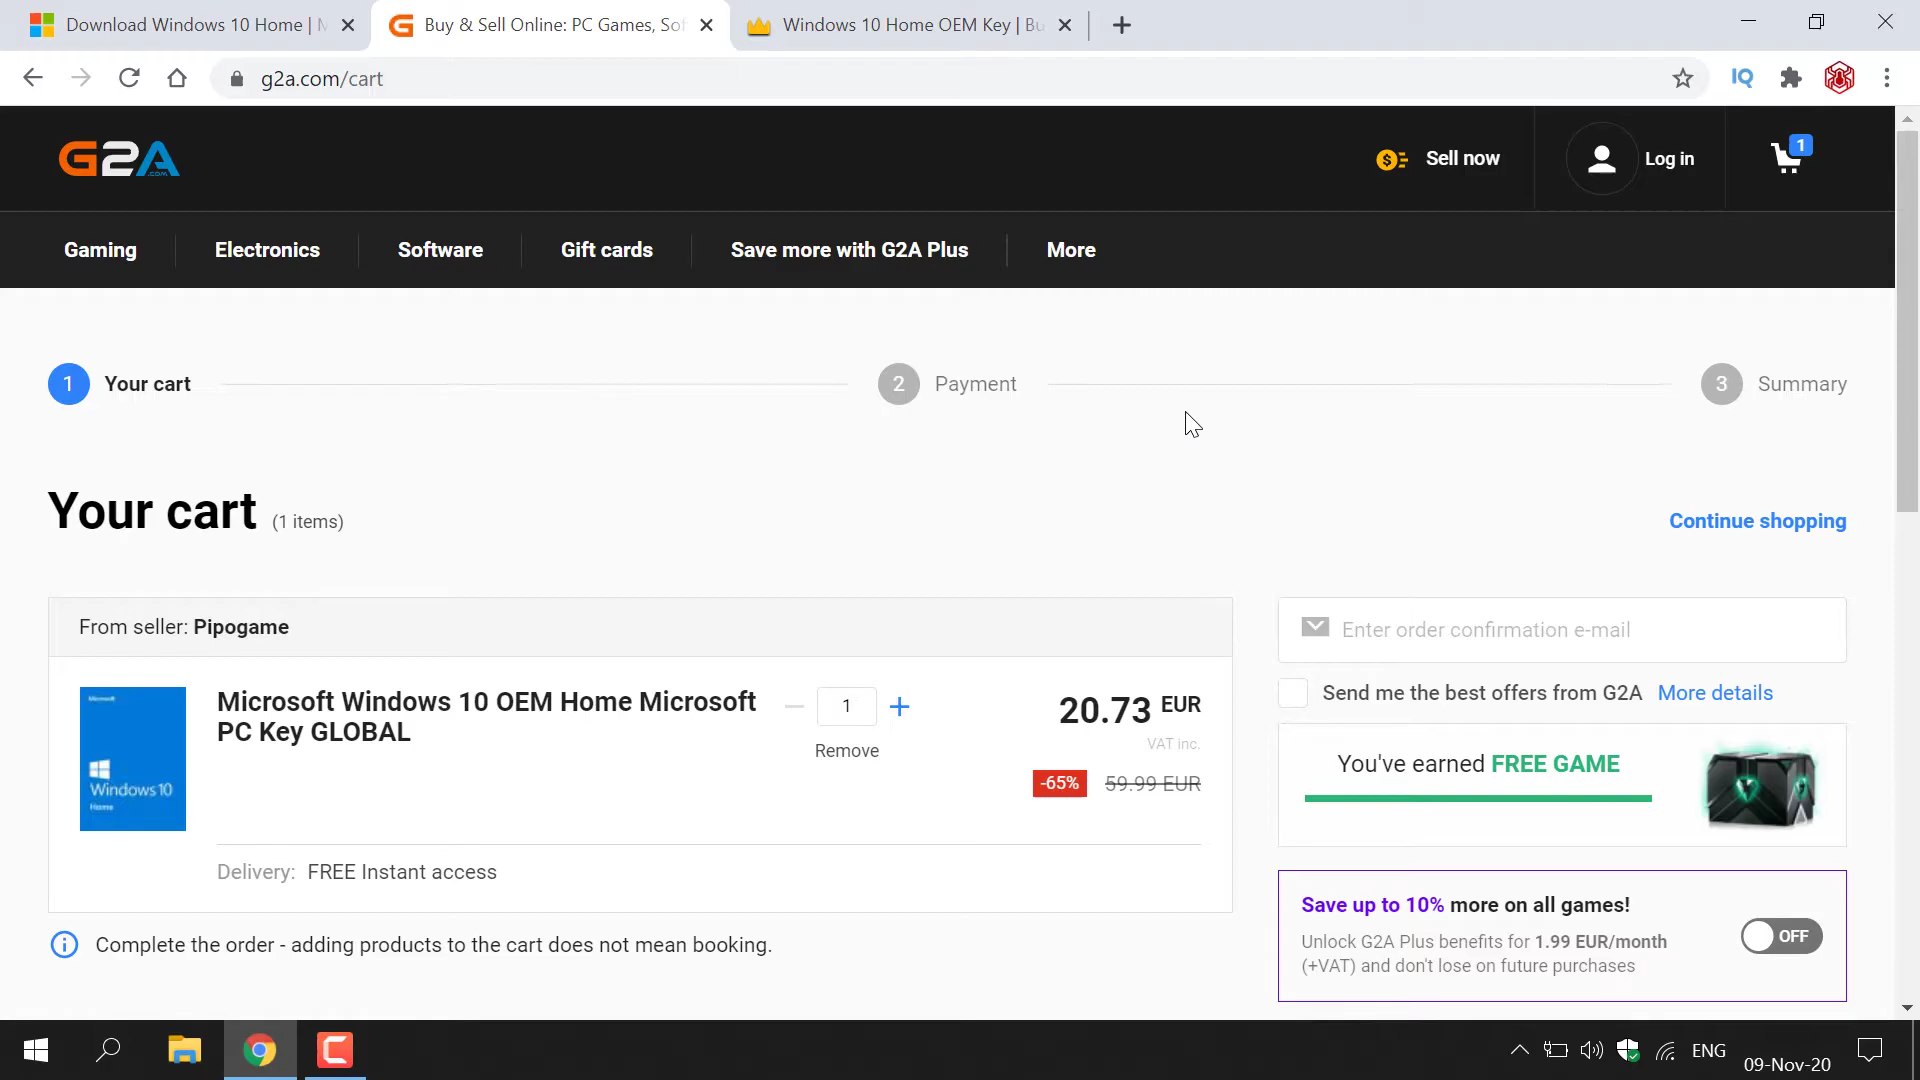 Download Windows 10 Home | M
Buy & Sell Online: PC Games, Sof
Windows 10 Home OEM Key | Bu
g2a.com/cart
IQ
G2A
.COM
Sell now
Log in
1
Gaming
Electronics
Software
Gift cards
Save more with G2A Plus
More
1 Your cart
2 Payment
3 Summary
Your cart (1 items)
Continue shopping
From seller: Pipogame
Microsoft Windows 10 OEM Home Microsoft
PC Key GLOBAL
1
Remove
20.73 EUR
VAT inc.
-65% 59.99 EUR
Microsoft
Windows 10
Home
Delivery: FREE Instant access
Complete the order - adding products to the cart does not mean booking.
Enter order confirmation e-mail
Send me the best offers from G2A More details
You've earned FREE GAME
Save up to 10% more on all games!
Unlock G2A Plus benefits for 1.99 EUR/month
(+VAT) and don't lose on future purchases
OFF
ENG
09-Nov-20